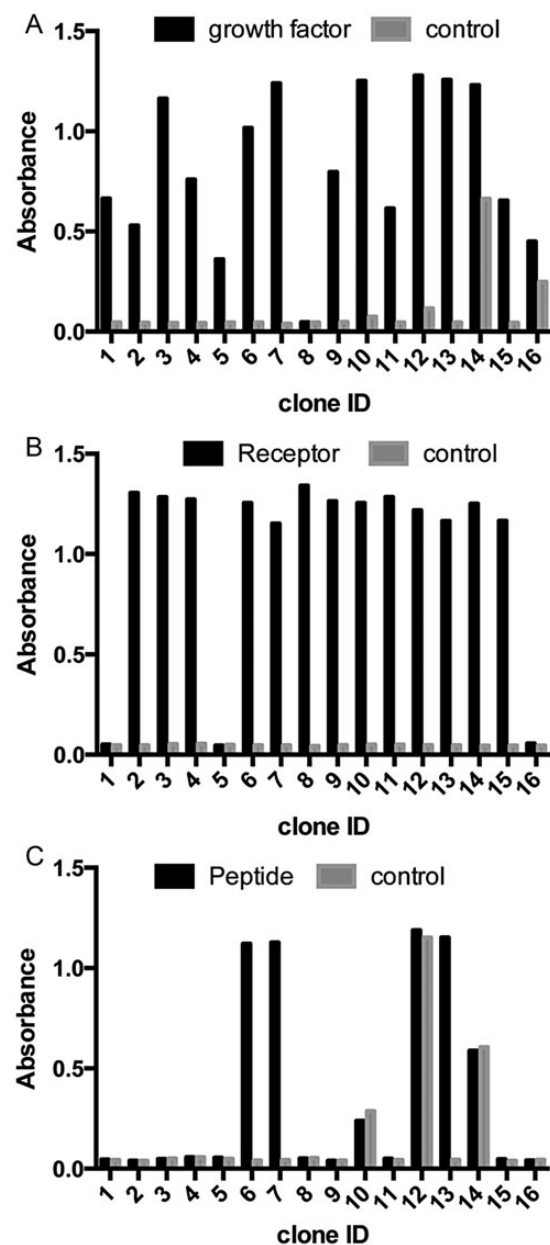 A
growth factor control
1.5
1.0
0.5
0.0
Absorbance
1 2 3 4 5 6 7 8 9 10 11 12 13 14 15 16
clone ID
B
Receptor control
1.5
1.0
0.5
0.0
Absorbance
1 2 3 4 5 6 7 8 9 10 11 12 13 14 15 16
clone ID
C
Peptide control
1.5
1.0
0.5
0.0
Absorbance
1 2 3 4 5 6 7 8 9 10 11 12 13 14 15 16
clone ID